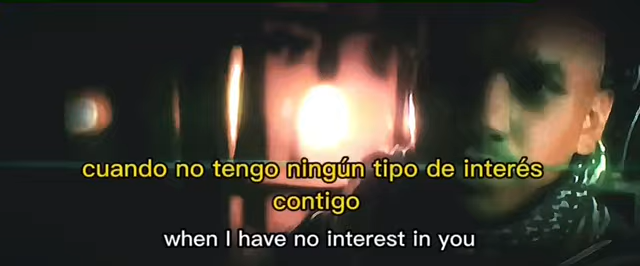 cuando no tengo ningún tipo de interés
contigo
when I have no interest in you